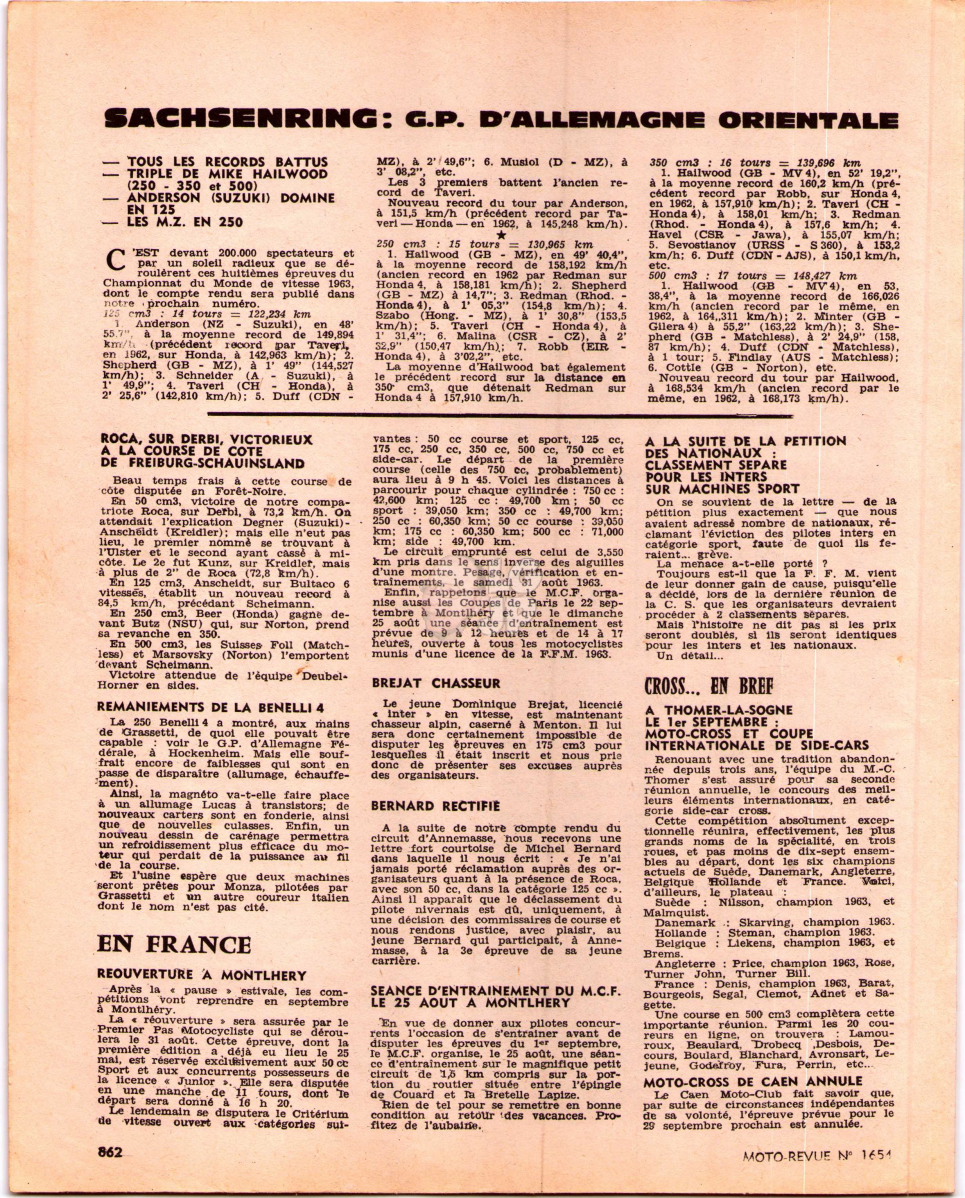 SACHSENRING: G.P. D'ALLEMAGNE ORIENTALE
— TOUS LES RECORDS BATTUS
— TRIPLE DE MIKE HAILWOOD
(250 - 350 et 500)
— ANDERSON (SUZUKI) DOMINE
EN 125
— LES M.Z. EN 250
C'EST devant 200.000 spectateurs et
par un soleil radieux que se dé-
roulèrent ces huitièmes épreuves du
Championnat du Monde de vitesse 1963,
dont le compte rendu sera publié dans
notre prochain numéro.
125 cm3 : 14 tours = 122,234 km
1. Anderson (NZ - Suzuki), en 48'
55,7", à la moyenne record de 149,894
km/h (précédent record par Taveri,
en 1962, sur Honda, à 142,963 km/h); 2.
Shepherd (GB - MZ), à 1' 49" (144,527
km/h); 3. Schneider (A - Suzuki), à
1' 49,9"; 4. Taveri (CH - Honda), à
2' 25,6" (142,810 km/h); 5. Duff (CDN -
MZ), à 2' 49,6"; 6. Musiol (D - MZ), à
3' 08,2", etc.
Les 3 premiers battent l'ancien re-
cord de Taveri.
Nouveau record du tour par Anderson,
à 151,5 km/h (précédent record par Ta-
veri — Honda — en 1962, à 145,248 km/h).
★
250 cm3 : 15 tours = 130,965 km
1. Hailwood (GB - MZ), en 49' 40,4",
à la moyenne record de 158,192 km/h
(ancien record en 1962 par Redman sur
Honda 4, à 158,181 km/h); 2. Shepherd
(GB - MZ) à 14,7"; 3. Redman (Rhod. -
Honda 4), à 1' 05,3" (154,8 km/h); 4.
Szabo (Hong. - MZ), à 1' 30,8" (153,5
km/h); 5. Taveri (CH - Honda 4), à
1' 31,4"; 6. Malina (CSR - CZ), à 2'
32,9" (150,47 km/h); 7. Robb (EIR -
Honda 4), à 3'02,2", etc.
La moyenne d'Hailwood bat également
le précédent record sur la distance en
350 cm3, que détenait Redman sur
Honda 4 à 157,910 km/h.
350 cm3 : 16 tours = 139,696 km
1. Hailwood (GB - MV 4), en 52' 19,2",
à la moyenne record de 160,2 km/h (pré-
cédent record par Robb, sur Honda 4,
en 1962, à 157,910 km/h); 2. Taveri (CH -
Honda 4), à 158,01 km/h; 3. Redman
(Rhod. - Honda 4), à 157,6 km/h; 4.
Havel (CSR - Jawa), à 155,07 km/h;
5. Sevostianov (URSS - S 360), à 153,2
km/h; 6. Duff (CDN - AJS), à 150,1 km/h,
etc.
500 cm3 : 17 tours = 148,427 km/h
1. Hailwood (GB - MV 4), en 53,
38,4", à la moyenne record de 166,026
km/h (ancien record par le même, en
1962, à 164,,311 km/h); 2. Minter (GB -
Gilera 4) à 55,2" (163,22 km/h); 3. She-
pherd (GB - Matchless), à 2' 24,9" (158,
87 km/h); 4. Duff (CDN - Matchless),
à 1 tour; 5. Findlay (AUS - Matchless);
6. Cottle (GB - Norton), etc.
Nouveau record du tour par Hailwood,
à 168,534 km/h (ancien record par le
même, en 1962, à 168,173 km/h).
ROCA, SUR DERBI, VICTORIEUX
A LA COURSE DE COTE
DE FREIBURG-SCHAUINSLAND
Beau temps frais à cette course de
côte disputée en Forêt-Noire.
En 50 cm3, victoire de notre compa-
triote Roca, sur Derbi, à 73,2 km/h. On
attendait l'explication Degner (Suzuki)-
Anscheidt (Kreidler); mais elle n'eut pas
lieu, le premier nommé se trouvant à
l'Ulster et le second ayant cassé à mi-
côte. Le 2e fut Kunz, sur Kreidler, mais
à plus de 2" de Roca (72,8 km/h).
En 125 cm3, Anscheidt, sur Bultaco 6
vitesses, établit un nouveau record à
84,5 km/h, précédant Scheimann.
En 250 cm3, Beer (Honda) gagne de-
vant Butz (NSU) qui, sur Norton, prend
sa revanche en 350.
En 500 cm3, les Suisses Foll (Match-
less) et Marsovsky (Norton) l'emportent
devant Scheimann.
Victoire attendue de l'équipe Deubel-
Horner en sides.
REMANIEMENTS DE LA BENELLI 4
La 250 Benelli 4 a montré, aux mains
de Grassetti, de quoi elle pouvait être
capable : voir le G.P. d'Allemagne Fé-
dérale, à Hockenheim. Mais elle souf-
frait encore de faiblesses qui sont en
passe de disparaître (allumage, échauffe-
ment).
Ainsi, la magnéto va-t-elle faire place
à un allumage Lucas à transistors; de
nouveaux carters sont en fonderie, ainsi
que de nouvelles culasses. Enfin, un
nouveau dessin de carénage permettra
un refroidissement plus efficace du mo-
teur qui perdait de la puissance au fil
de la course.
Et l'usine espère que deux machines
seront prêtes pour Monza, pilotées par
Grassetti et un autre coureur italien
dont le nom n'est pas cité.
EN FRANCE
REOUVERTURE A MONTLHERY
Après la « pause » estivale, les com-
pétitions vont reprendre en septembre
à Montlhéry.
La « réouverture » sera assurée par le
Premier Pas Motocycliste qui se dérou-
lera le 31 août. Cette épreuve, dont la
première édition a déjà eu lieu le 25
mai, est réservée exclusivement aux 50 cc
Sport et aux concurrents possesseurs de
la licence « Junior ». Elle sera disputée
en une manche de 11 tours, dont le
départ sera donné à 16 h 20.
Le lendemain se disputera le Critérium
de vitesse ouvert aux catégories sui-
vantes : 50 cc course et sport, 125 cc,
175 cc, 250 cc, 350 cc, 500 cc, 750 cc et
side-car. Le départ de la première
course (celle des 750 cc, probablement)
aura lieu à 9 h 45. Voici les distances à
parcourir pour chaque cylindrée : 750 cc :
42,600 km; 125 cc : 49,700 km ; 50 cc
sport : 39,050 km; 350 cc : 49,700 km;
250 cc : 60,350 km; 50 cc course : 39,050
km; 175 cc : 60,350 km; 500 cc : 71,000
km; side : 49,700 km.
Le circuit emprunté est celui de 3,550
km pris dans le sens inverse des aiguilles
d'une montre. Pesage, vérification et en-
traînements, le samedi 31 août 1963.
Enfin, rappelons que le M.C.F. orga-
nise aussi les Coupes de Paris le 22 sep-
tembre à Montlhéry et que le dimanche
25 août une séance d'entraînement est
prévue de 9 à 12 heures et de 14 à 17
heures, ouverte à tous les motocyclistes
munis d'une licence de la F.F.M. 1963.
BREJAT CHASSEUR
Le jeune Dominique Brejat, licencié
« inter » en vitesse, est maintenant
chasseur alpin, caserné à Menton. Il lui
sera donc certainement impossible de
disputer les épreuves en 175 cm3 pour
lesquelles il était inscrit et nous prie
donc de présenter ses excuses auprès
des organisateurs.
BERNARD RECTIFIE
A la suite de notre compte rendu du
circuit d'Annemasse, nous recevons une
lettre fort courtoise de Michel Bernard
dans laquelle il nous écrit : « Je n'ai
jamais porté réclamation auprès des or-
ganisateurs quant à la présence de Roca,
avec son 50 cc, dans la catégorie 125 cc ».
Ainsi il apparaît que le déclassement du
pilote nivernais est dû, uniquement, à
une décision des commissaires de course et
nous rendons justice, avec plaisir, au
jeune Bernard qui participait, à Anne-
masse, à la 3e épreuve de sa jeune
carrière.
SEANCE D'ENTRAINEMENT DU M.C.F.
LE 25 AOUT A MONTLHERY
En vue de donner aux pilotes concur-
rents l'occasion de s'entraîner avant de
disputer les épreuves du 1er septembre,
le M.C.F. organise, le 25 août, une séan-
ce d'entraînement sur le magnifique petit
circuit de 1,5 km compris sur la por-
tion du routier située entre l'épingle
de Couard et la Bretelle Lapize.
Rien de tel pour se remettre en bonne
condition au retour des vacances. Pro-
fitez de l'aubaine.
A LA SUITE DE LA PETITION
DES NATIONAUX :
CLASSEMENT SEPARE
POUR LES INTERS
SUR MACHINES SPORT
On se souvient de la lettre — de la
pétition plus exactement — que nous
avaient adressé nombre de nationaux, ré-
clamant l'éviction des pilotes inters en
catégorie sport, faute de quoi ils fe-
raient... grève.
La menace a-t-elle porté ?
Toujours est-il que la F. F. M. vient
de leur donner gain de cause, puisqu'elle
a décidé, lors de la dernière réunion de
la C. S. que les organisateurs devraient
procéder à 2 classements séparés.
Mais l'histoire ne dit pas si les prix
seront doublés, si ils seront identiques
pour les inters et les nationaux.
Un détail...
CROSS... EN BREF
A THOMER-LA-SOGNE
LE 1er SEPTEMBRE :
MOTO-CROSS ET COUPE
INTERNATIONALE DE SIDE-CARS
Renouant avec une tradition abandon-
née depuis trois ans, l'équipe du M.-C.
Thomer s'est assuré pour sa seconde
réunion annuelle, le concours des meil-
leurs éléments internationaux, en caté-
gorie side-car cross.
Cette compétition absolument excep-
tionnelle réunira, effectivement, les plus
grands noms de la spécialité, en trois
roues, et pas moins de dix-sept ensem-
bles au départ, dont les six champions
actuels de Suède, Danemark, Angleterre,
Belgique Hollande et France. Voici,
d'ailleurs, le plateau :
Suède : Nilsson, champion 1963, et
Malmquist.
Danemark : Skarving, champion 1963.
Hollande : Steman, champion 1963.
Belgique : Liekens, champion 1963, et
Brems.
Angleterre : Price, champion 1963, Rose,
Turner John, Turner Bill.
France : Denis, champion 1963, Barat,
Bourgeois, Segal, Clemot, Adnet et Sa-
gette.
Une course en 500 cm3 complètera cette
importante réunion. Parmi les 20 cou-
reurs en ligne, on trouvera : Lamou-
roux, Beaulard, Drobecq, Desbois, De-
cours, Boulard, Blanchard, Avronsart, Le-
jeune, Godefroy, Fura, Perrin, etc...
MOTO-CROSS DE CAEN ANNULE
Le Caen Moto-Club fait savoir que,
par suite de circonstances indépendantes
de sa volonté, l'épreuve prévue pour le
29 septembre prochain est annulée.
862
MOTO-REVUE N° 1654